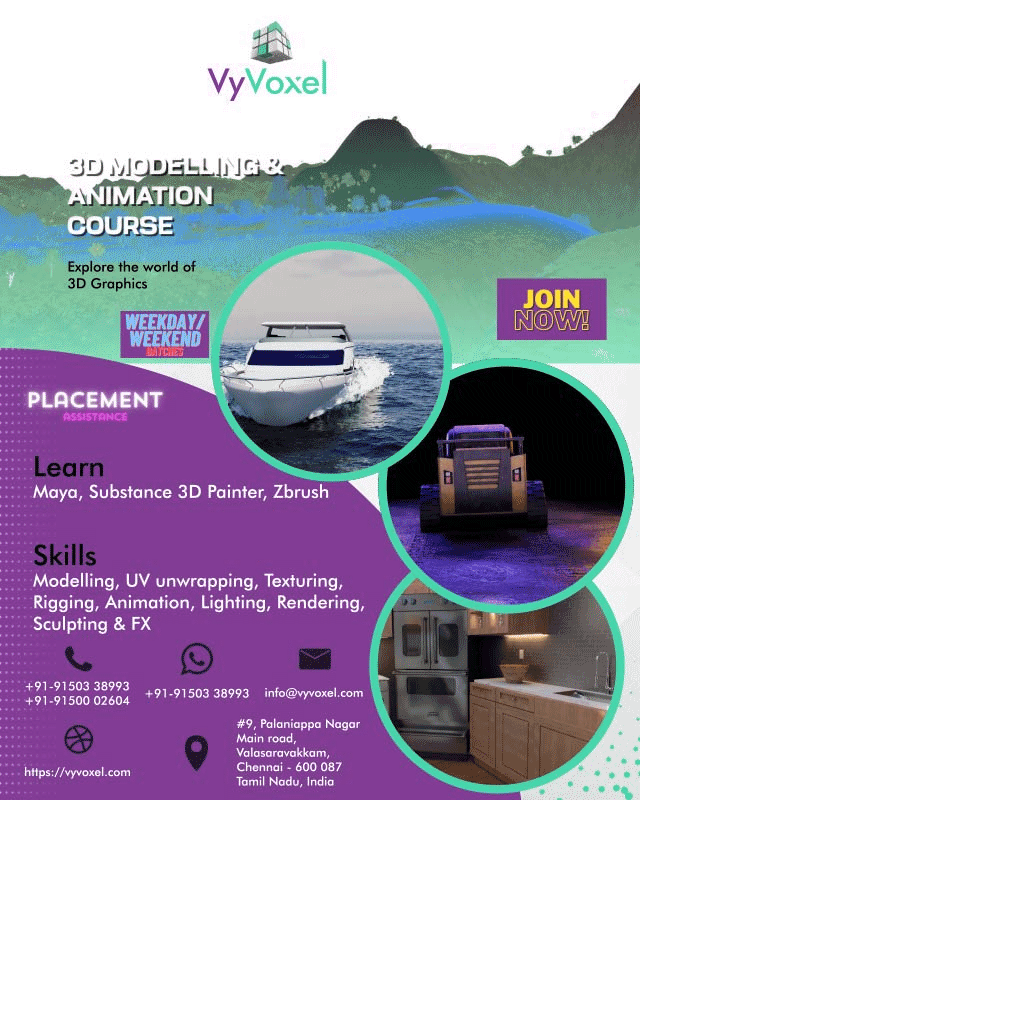 VyVoxel
3D MODELLING &
ANIMATION
COURSE
Explore the world of
3D Graphics
WEEKDAY/
WEEKEND
BATCHES
JOIN
NOW!
PLACEMENT
ASSISTANCE
Learn
Maya, Substance 3D Painter, Zbrush
Skills
Modelling, UV unwrapping, Texturing,
Rigging, Animation, Lighting, Rendering,
Sculpting & FX
+91-91503 38993
+91-91500 02604
+91-91503 38993
info@vyvoxel.com
https://vyvoxel.com
#9, Palaniappa Nagar
Main road,
Valasaravakkam,
Chennai - 600 087
Tamil Nadu, India